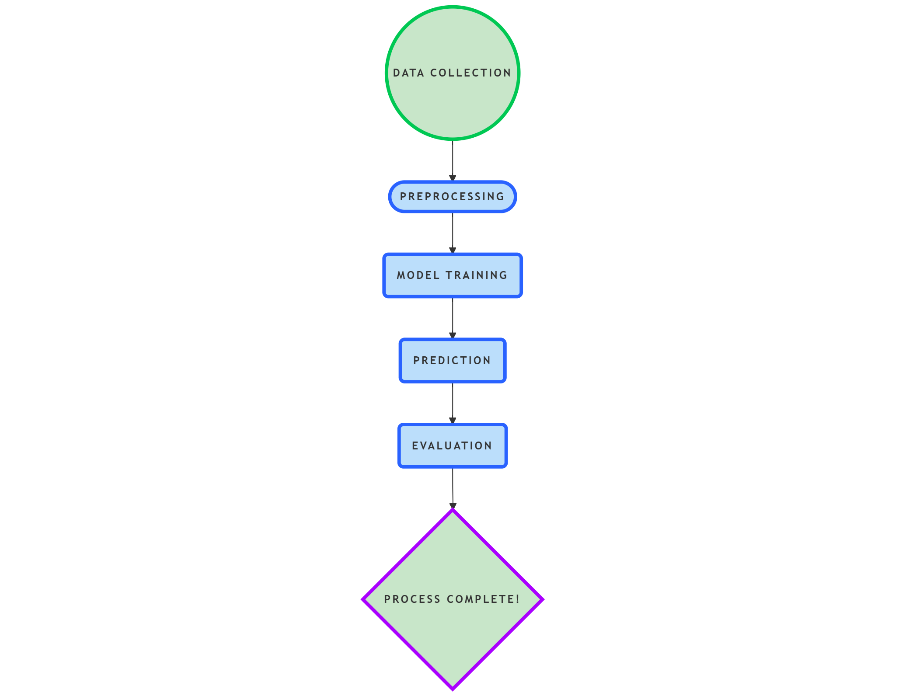 DATA COLLECTION
PREPROCESSING
MODEL TRAINING
PREDICTION
EVALUATION
PROCESS COMPLETE!